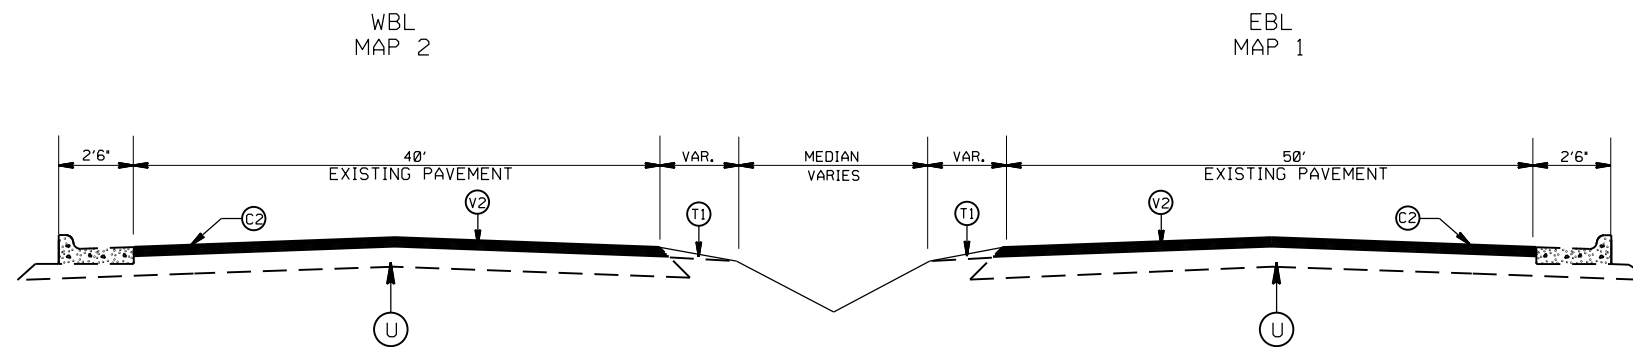 WBL
MAP 2
EBL
MAP 1
2'6"
40'
VAR.
MEDIAN
VAR.
50'
2'6"
EXISTING PAVEMENT
VARIES
EXISTING PAVEMENT
C2
V2
T1
T1
V2
C2
U
U